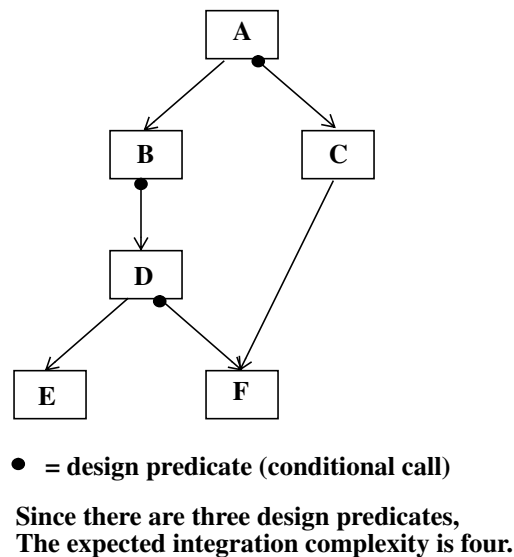 A
B
C
D
E
F
= design predicate (conditional call)
Since there are three design predicates,
The expected integration complexity is four.